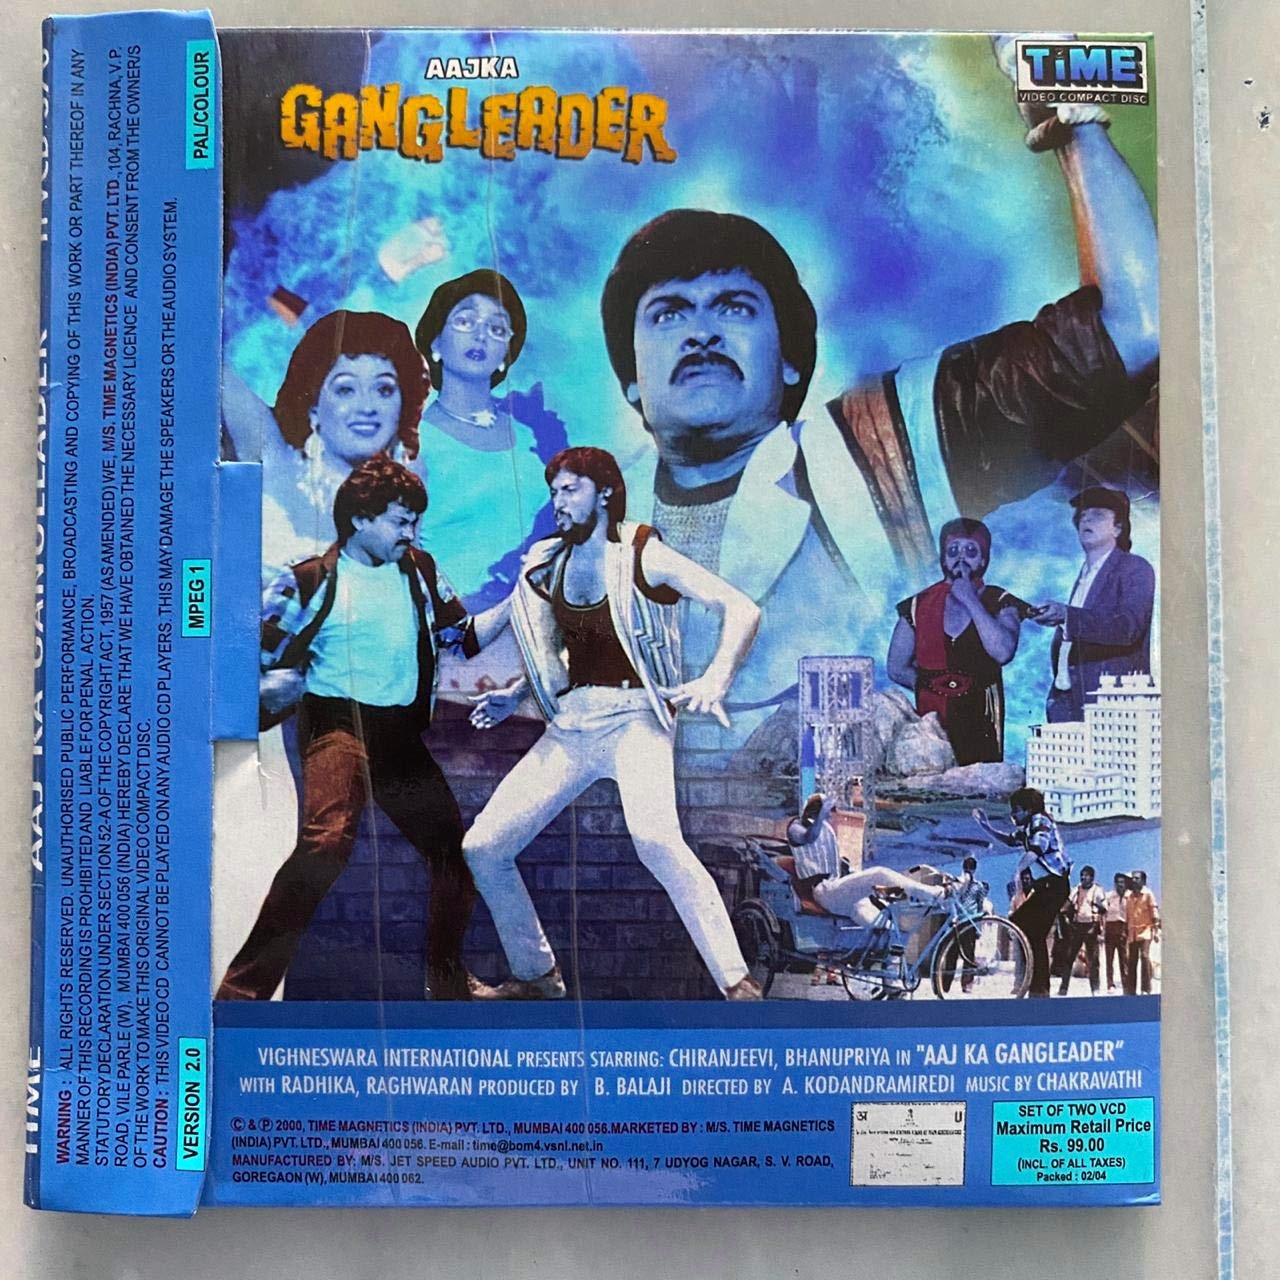 TIME AAJ KA GANGLEADER
WARNING : ALL RIGHTS RESERVED. UNAUTHORISED PUBLIC PERFORMANCE, BROADCASTING AND COPYING OF THIS WORK OR PART THEREOF IN ANY
MANNER OF THIS RECORDING IS PROHIBITED AND LIABLE FOR PENAL ACTION.
STATUTORY DECLARATION UNDER SECTION 52-A OF THE COPYRIGHT ACT, 1957 (AS AMENDED) WE, M/S, TIME MAGNETICS (INDIA) PVT. LTD., 104, RACHNA, V. P.
ROAD, VILE PARLE (W), MUMBAI 400 056 (INDIA) HEREBY DECLARE THAT WE HAVE OBTAINED THE NECESSARY LICENCE AND CONSENT FROM THE OWNER/S
OF THE WORK TO MAKE THIS ORIGINAL VIDEO COMPACT DISC.
CAUTION : THIS VIDEO CD CANNOT BE PLAYED ON ANY AUDIO CD PLAYERS. THIS MAY DAMAGE THE SPEAKERS OR THE AUDIO SYSTEM.
VERSION 2.0 MPEG 1 PAL/COLOUR
AAJKA
GANGLEADER
TiME
VIDEO COMPACT DISC
VIGHNESWARA INTERNATIONAL PRESENTS STARRING: CHIRANJEEVI, BHANUPRIYA IN "AAJ KA GANGLEADER"
WITH RADHIKA, RAGHWARAN PRODUCED BY B. BALAJI DIRECTED BY A. KODANDRAMIREDI MUSIC BY CHAKRAVATHI
© & ℗ 2000, TIME MAGNETICS (INDIA) PVT. LTD., MUMBAI 400 056.MARKETED BY : M/S. TIME MAGNETICS
(INDIA) PVT. LTD., MUMBAI 400 056. E-mail : time@bom4.vsnl.net.in
MANUFACTURED BY: M/S. JET SPEED AUDIO PVT. LTD., UNIT NO. 111, 7 UDYOG NAGAR, S. V. ROAD,
GOREGAON (W), MUMBAI 400 062.
अ U
SET OF TWO VCD
Maximum Retail Price
Rs. 99.00
(INCL. OF ALL TAXES)
Packed : 02/04